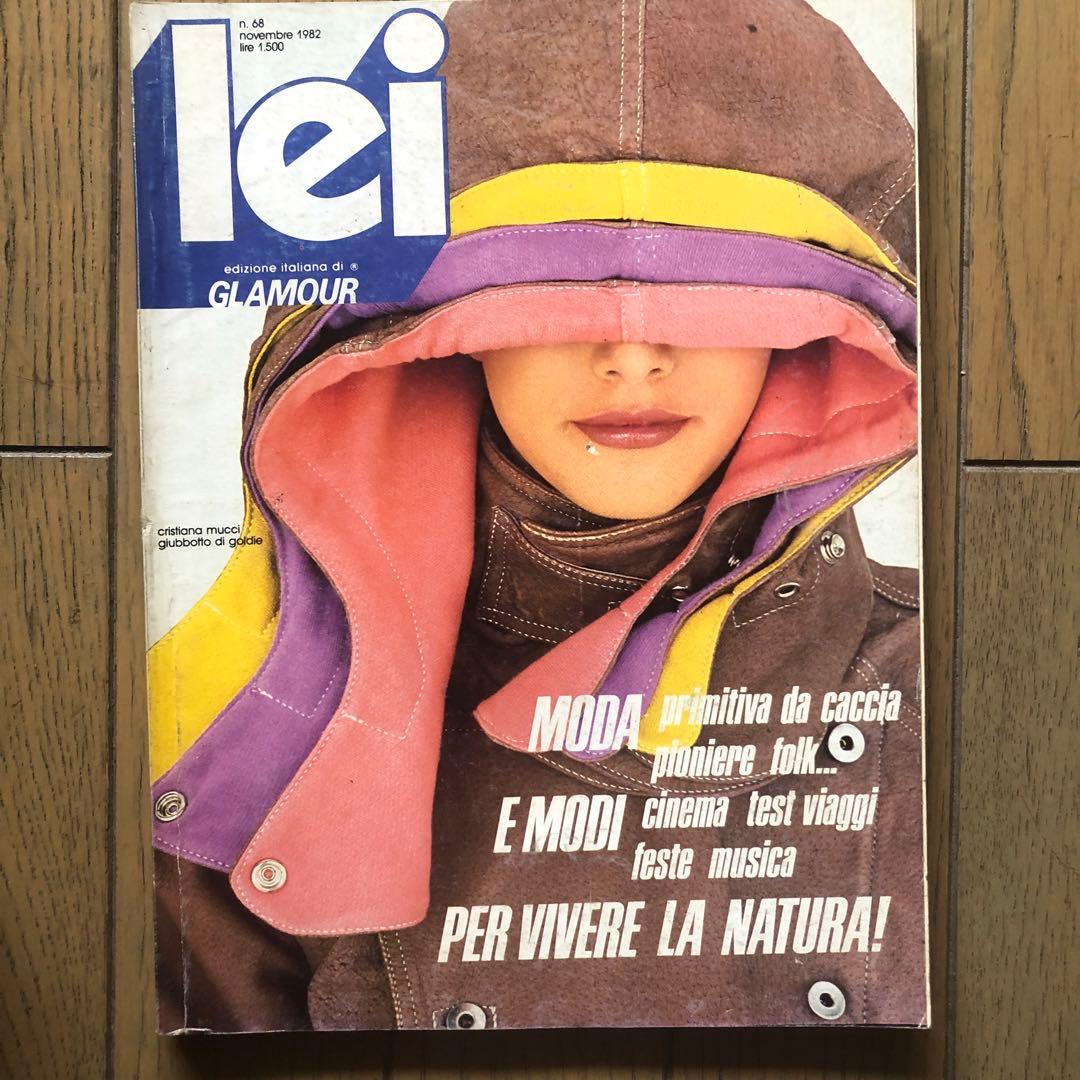 n. 68
novembre 1982
lire 1.500
lei
edizione italiana di ®
GLAMOUR
cristiana mucci
giubbotto di goldie
MODA primitiva da caccia
pioniere folk...
E MODI cinema test viaggi
feste musica
PER VIVERE LA NATURA!